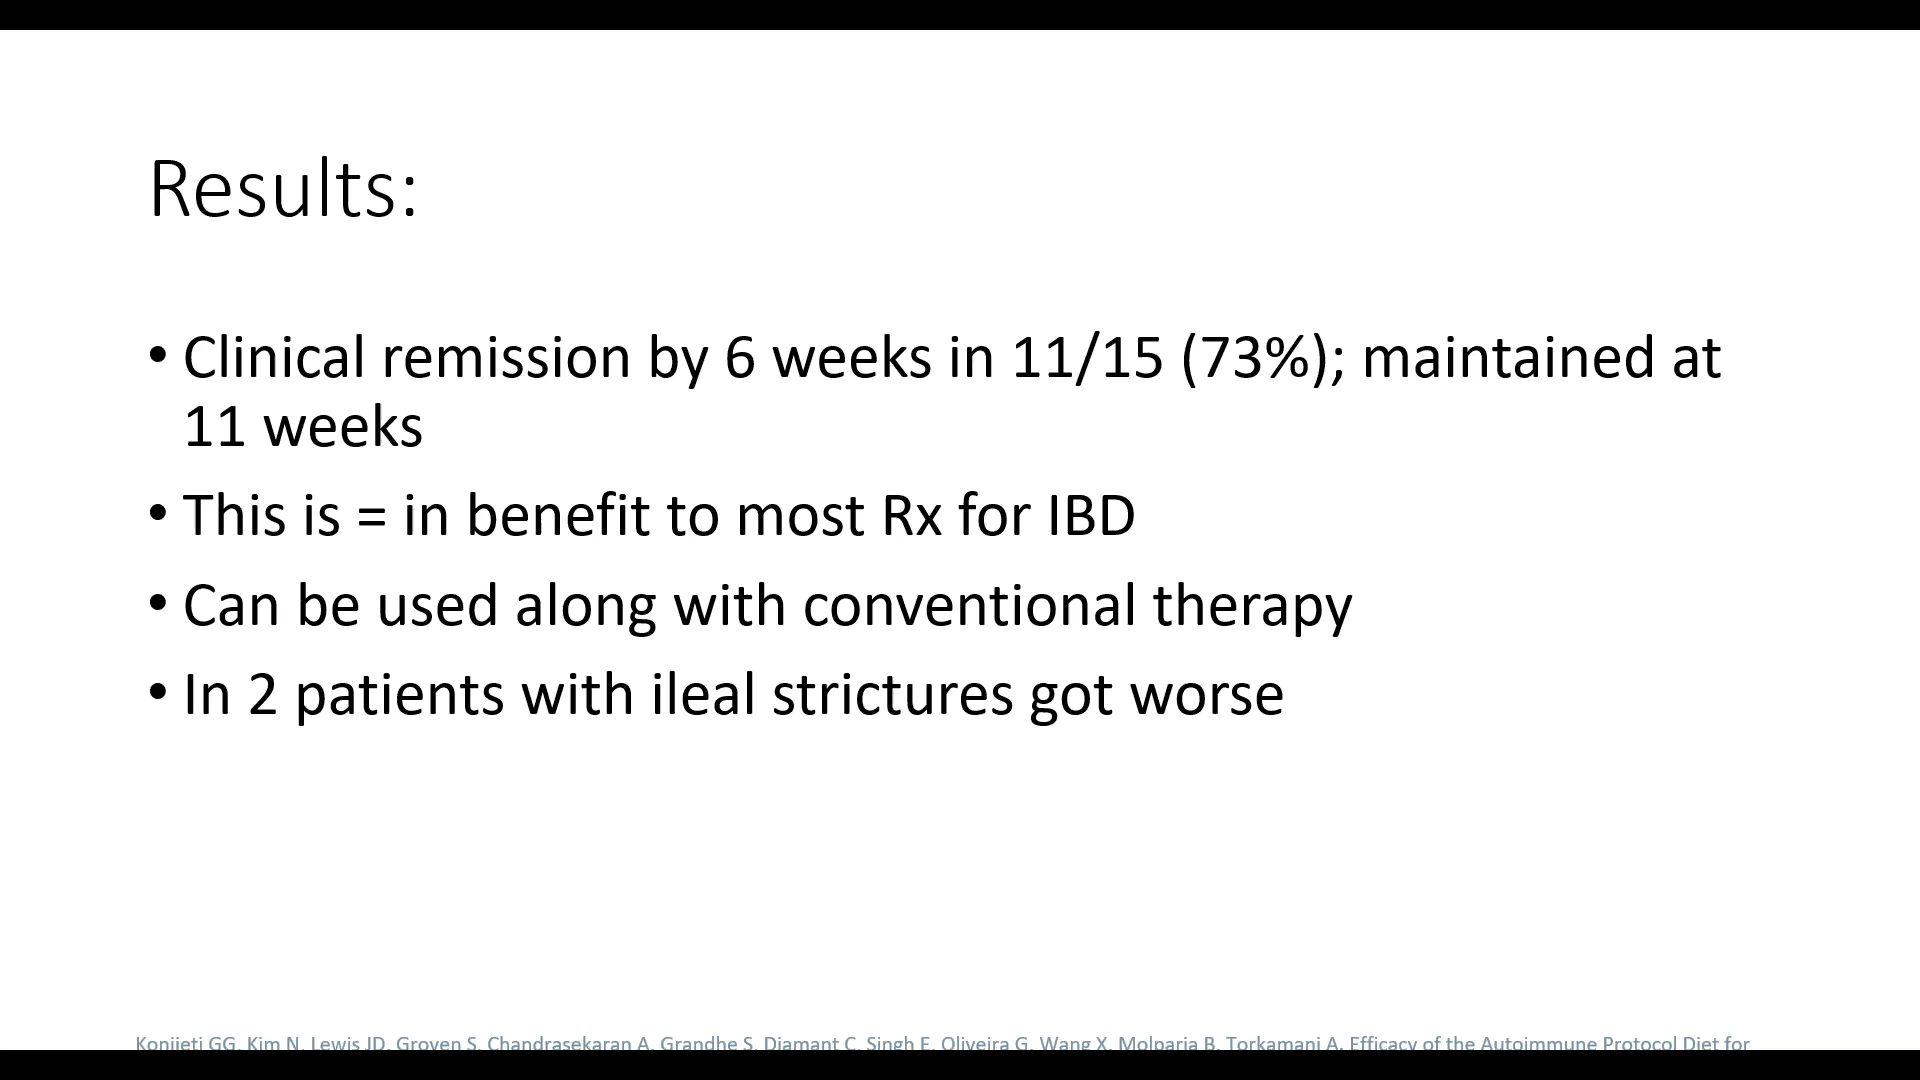 Results:
• Clinical remission by 6 weeks in 11/15 (73%); maintained at
11 weeks
• This is = in benefit to most Rx for IBD
• Can be used along with conventional therapy
• In 2 patients with ileal strictures got worse
Konijeti GG, Kim N, Lewis JD, Groven S, Chandrasekaran A, Grandhe S, Diamant C, Singh E, Oliveira G, Wang X, Molparia B, Torkamani A. Efficacy of the Autoimmune Protocol Diet for